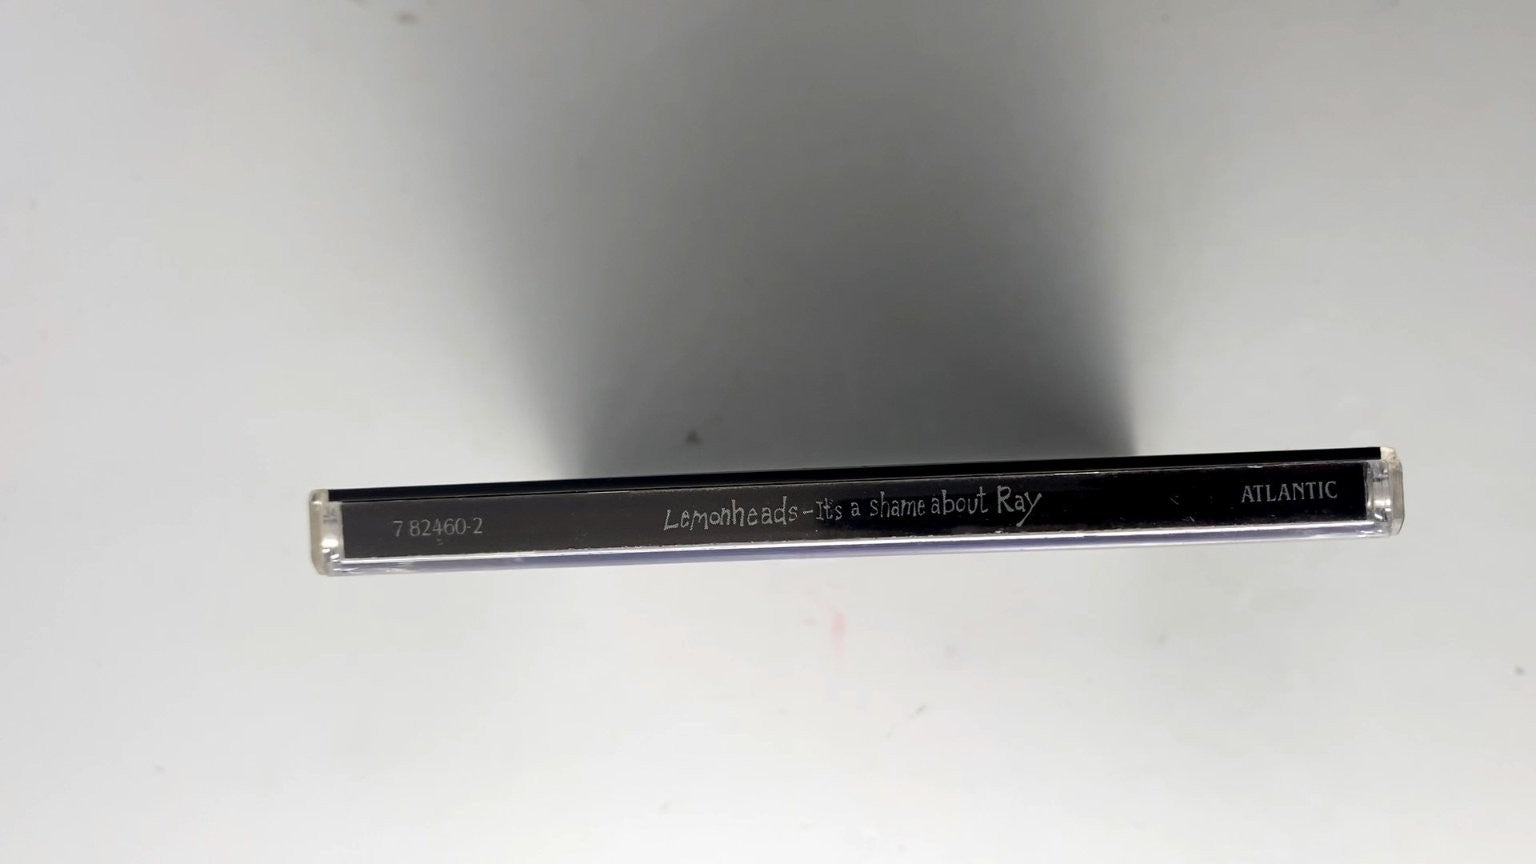 7 82460-2 Lemonheads - It's a shame about Ray ATLANTIC